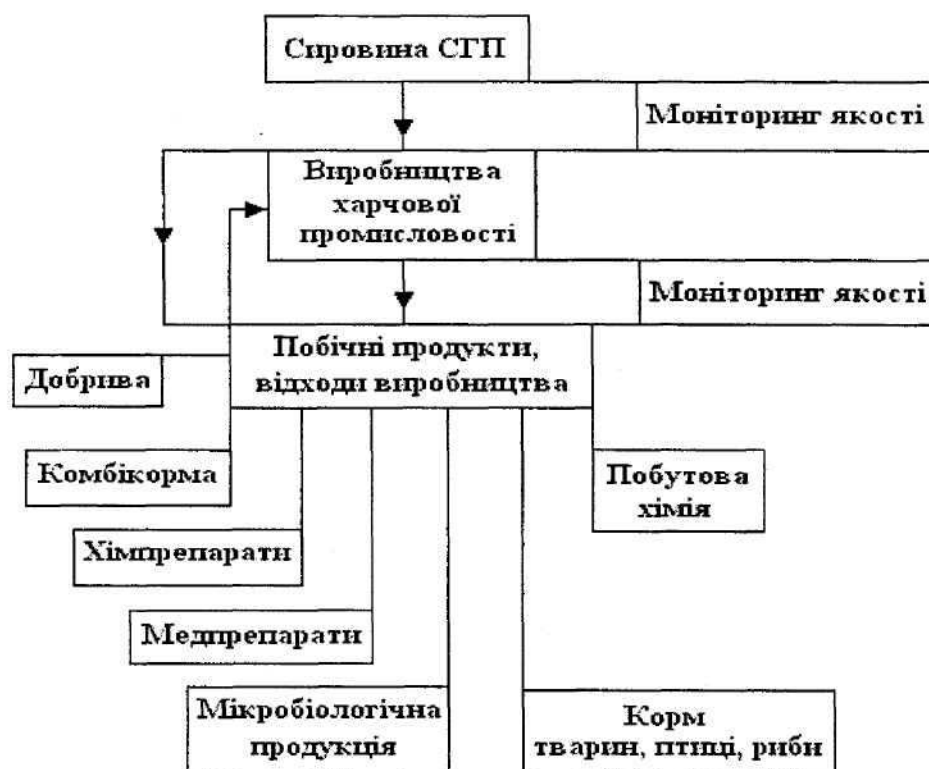 Сировина СГП
Моніторинг якості
Виробництва
харчової
промисловості
Моніторинг якості
Побічні продукти,
відходи виробництва
Добрива
Комбікорма
Побутова
хімія
Хімпрепарати
Медпрепарати
Мікробіологічна
продукція
Корм
тварин, птиці, риби